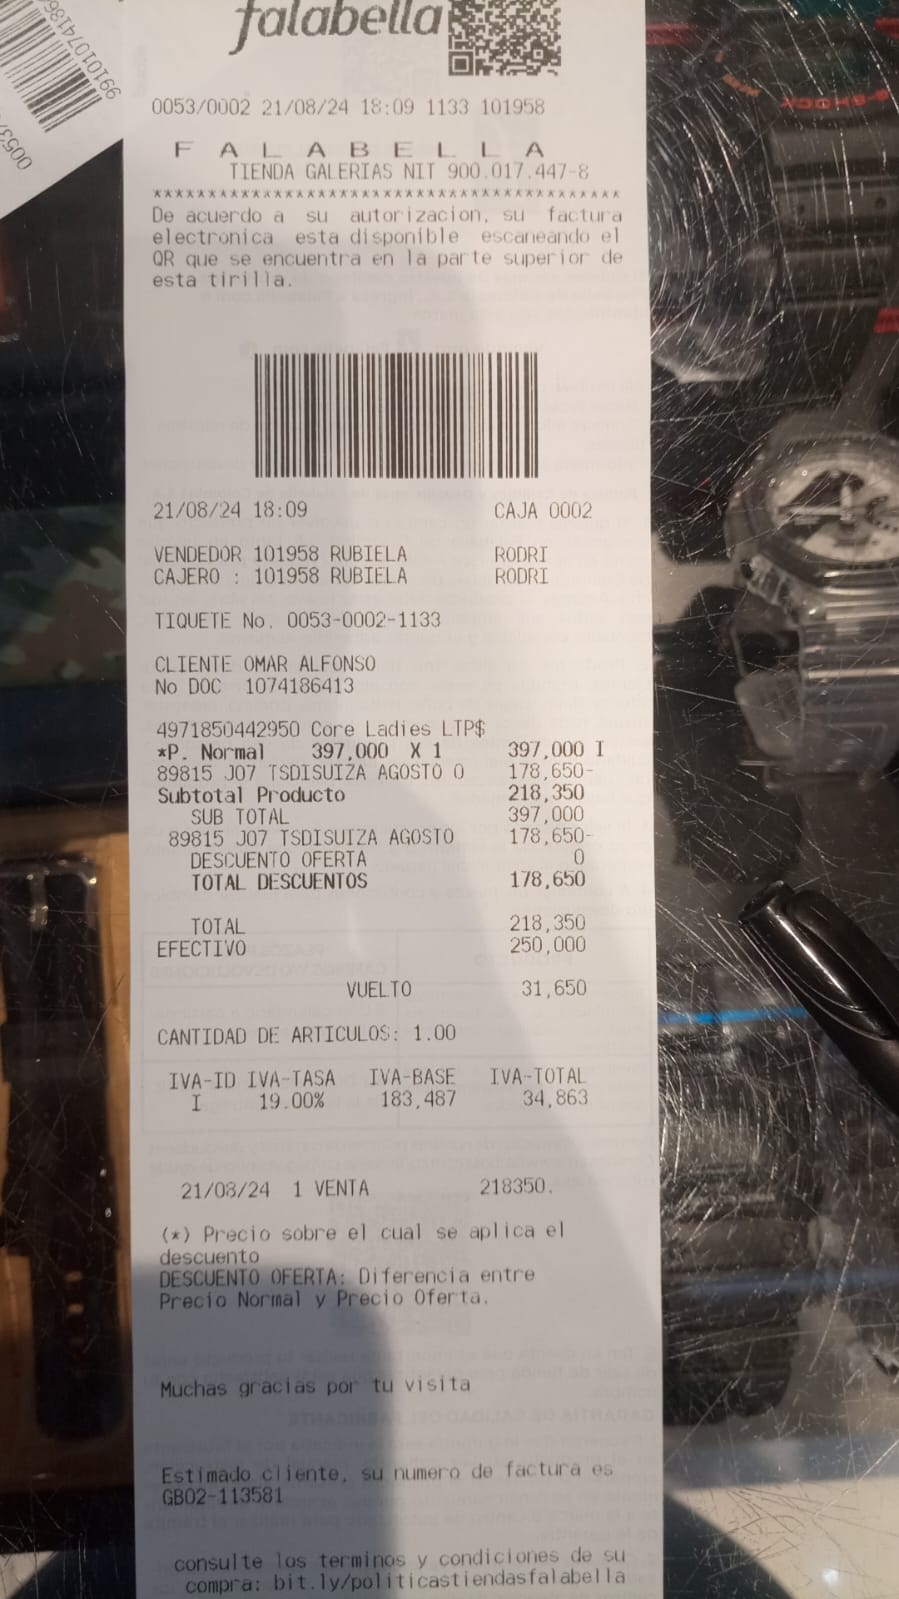 falabella
0053/0002 21/08/24 18:09 1133 101958
F A L A B E L L A
TIENDA GALERIAS NIT 900.017.447-8
*******************************************
De acuerdo a su autorizacion, su factura
electronica esta disponible escaneando el
QR que se encuentra en la parte superior de
esta tirilla.
21/08/24 18:09 CAJA 0002
VENDEDOR 101958 RUBIELA RODRI
CAJERO : 101958 RUBIELA RODRI
TIQUETE No. 0053-0002-1133
CLIENTE OMAR ALFONSO
No DOC 1074186413
4971850442950 Core Ladies LTP$
*P. Normal 397,000 X 1 397,000 I
89815 J07 TSDISUIZA AGOSTO 0 178,650-
Subtotal Producto 218,350
SUB TOTAL 397,000
89815 J07 TSDISUIZA AGOSTO 178,650-
DESCUENTO OFERTA 0
TOTAL DESCUENTOS 178,650
TOTAL 218,350
EFECTIVO 250,000
VUELTO 31,650
CANTIDAD DE ARTICULOS: 1.00
IVA-ID IVA-TASA IVA-BASE IVA-TOTAL
I 19.00% 183,487 34,863
21/08/24 1 VENTA 218350.
(*) Precio sobre el cual se aplica el
descuento
DESCUENTO OFERTA: Diferencia entre
Precio Normal y Precio Oferta.
Muchas gracias por tu visita
Estimado cliente, su numero de factura es
GB02-113581
consulte los terminos y condiciones de su
compra: bit.ly/politicastiendasfalabella
G-SHOCK